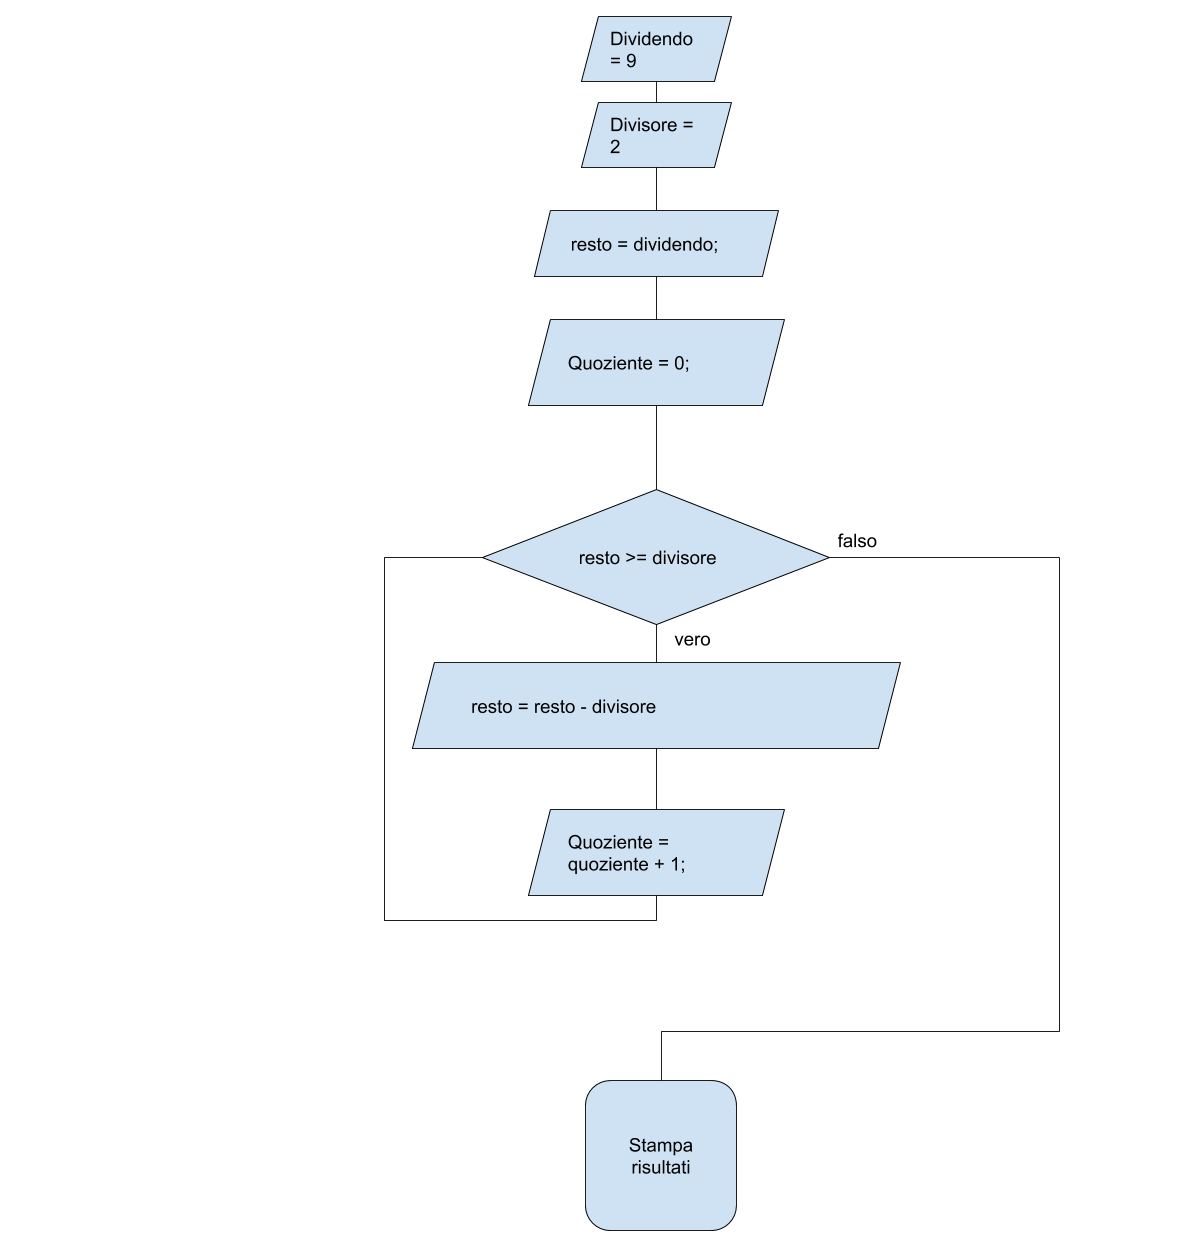 Dividendo
= 9
Divisore =
2
resto = dividendo;
Quoziente = 0;
resto >= divisore
falso
vero
resto = resto - divisore
Quoziente =
quoziente + 1;
Stampa
risultati